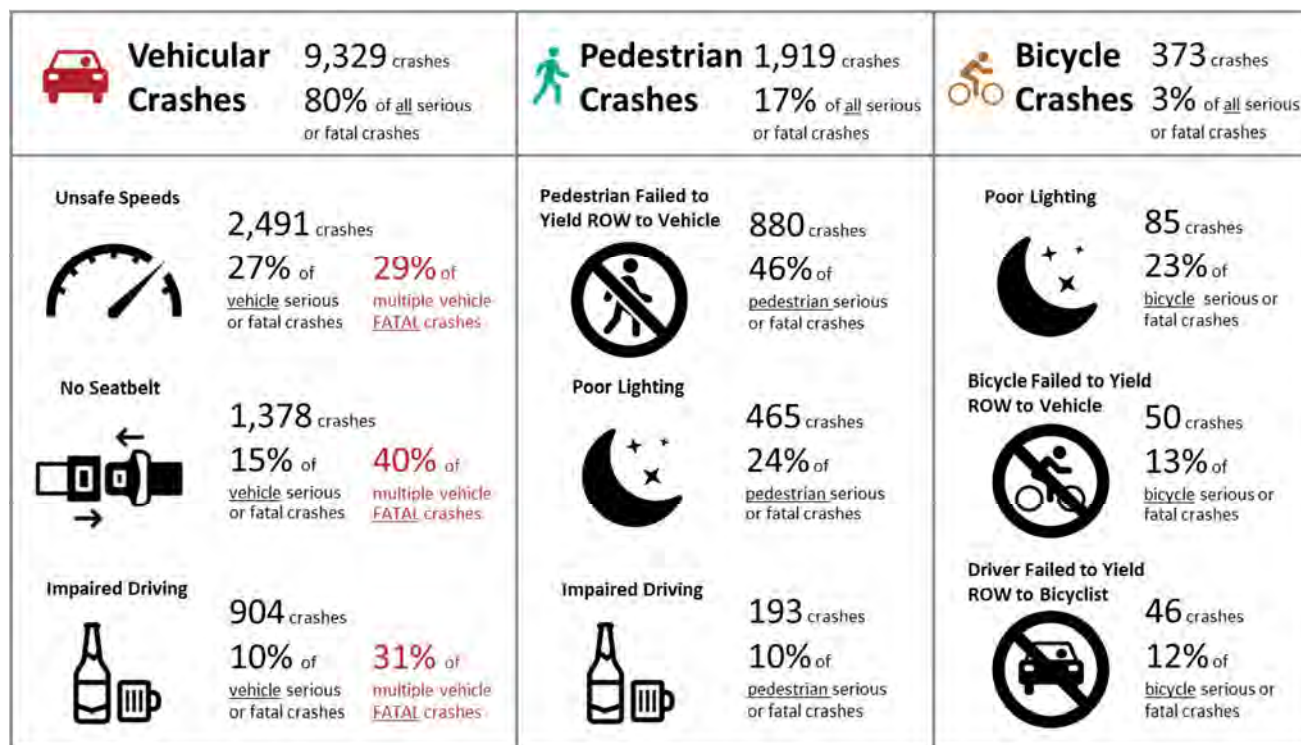 Vehicular
Crashes
9,329 crashes
80% of all serious
or fatal crashes
Pedestrian
Crashes
1,919 crashes
17% of all serious
or fatal crashes
Bicycle
Crashes
373 crashes
3% of all serious
or fatal crashes
Unsafe Speeds
2,491 crashes
27% of
vehicle serious
or fatal crashes
29% of
multiple vehicle
FATAL crashes
No Seatbelt
1,378 crashes
15% of
vehicle serious
or fatal crashes
40% of
multiple vehicle
FATAL crashes
Impaired Driving
904 crashes
10% of
vehicle serious
or fatal crashes
31% of
multiple vehicle
FATAL crashes
Pedestrian Failed to
Yield ROW to Vehicle
880 crashes
46% of
pedestrian serious
or fatal crashes
Poor Lighting
465 crashes
24% of
pedestrian serious
or fatal crashes
Impaired Driving
193 crashes
10% of
pedestrian serious
or fatal crashes
Poor Lighting
85 crashes
23% of
bicycle serious or
fatal crashes
Bicycle Failed to Yield
ROW to Vehicle
50 crashes
13% of
bicycle serious or
fatal crashes
Driver Failed to Yield
ROW to Bicyclist
46 crashes
12% of
bicycle serious or
fatal crashes